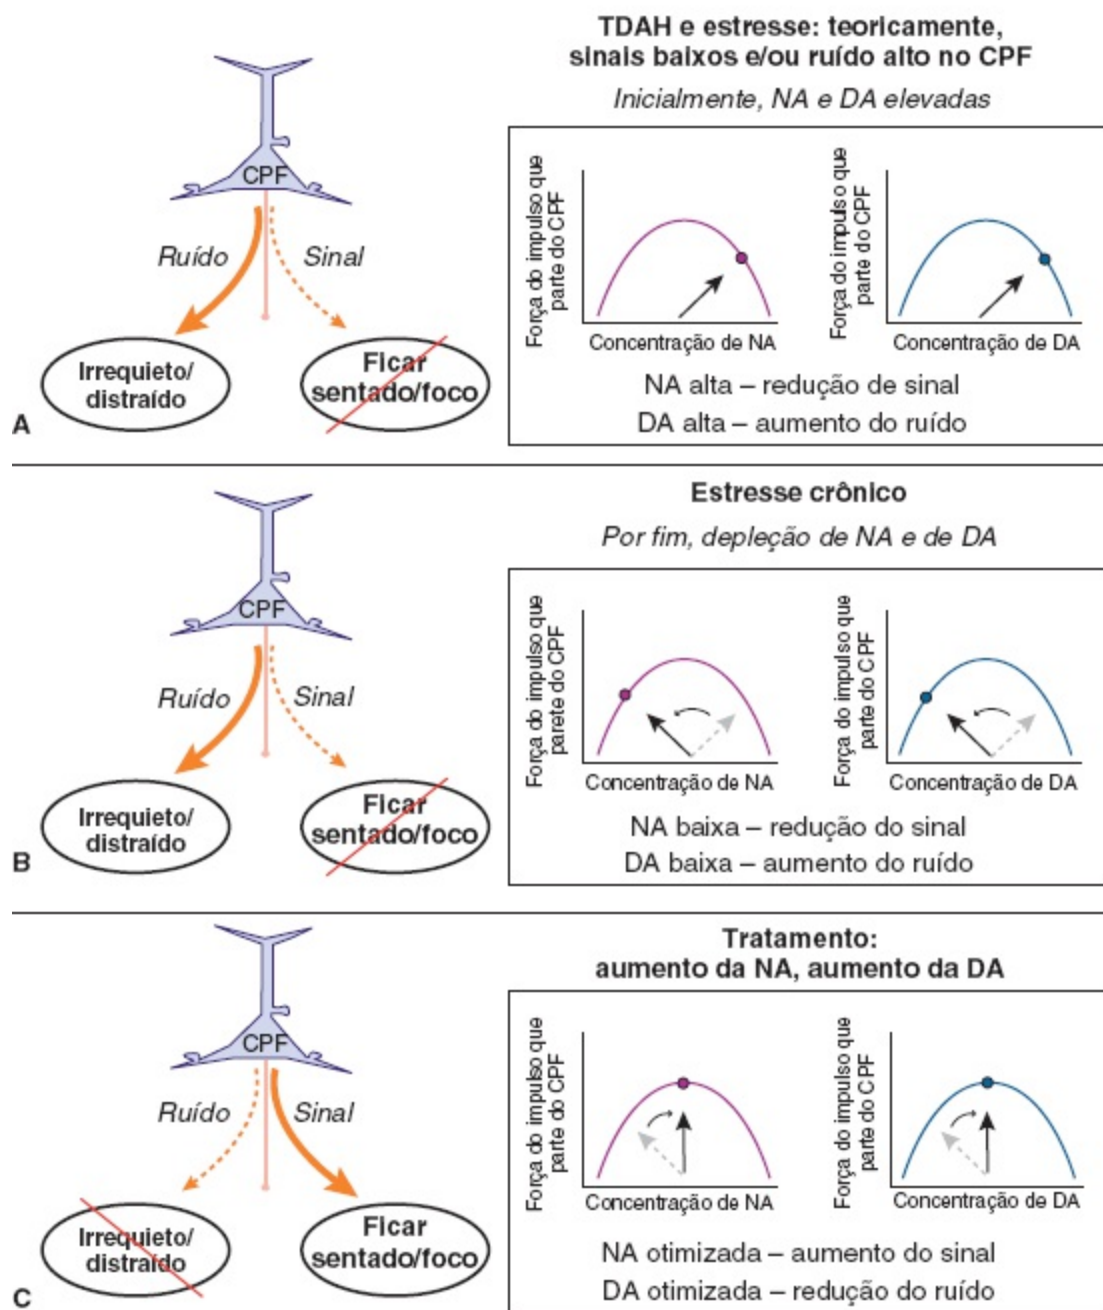 TDAH e estresse: teoricamente,
sinais baixos e/ou ruído alto no CPF
Inicialmente, NA e DA elevadas
CPF
Ruído
Sinal
Irrequieto/
distraído
Ficar
sentado/foco
A
Força do impulso que
parte do CPF
Concentração de NA
Força do impulso que
parte do CPF
Concentração de DA
NA alta – redução de sinal
DA alta – aumento do ruído
Estresse crônico
Por fim, depleção de NA e de DA
CPF
Ruído
Sinal
Irrequieto/
distraído
Ficar
sentado/foco
B
Força do impulso que
parete do CPF
Concentração de NA
Força do impulso que
parte do CPF
Concentração de DA
NA baixa – redução do sinal
DA baixa – aumento do ruído
Tratamento:
aumento da NA, aumento da DA
CPF
Ruído
Sinal
Irrequieto/
distraído
Ficar
sentado/foco
C
Força do impulso que
parte do CPF
Concentração de NA
Força do impulso que
parte do CPF
Concentração de DA
NA otimizada – aumento do sinal
DA otimizada – redução do ruído